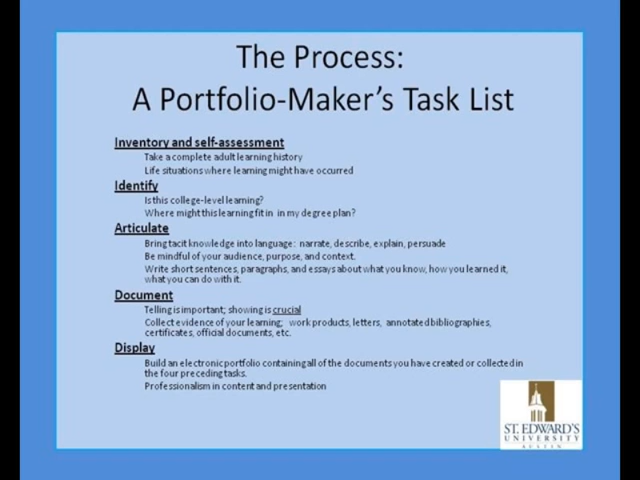 The Process:
A Portfolio-Maker's Task List
Inventory and self-assessment
Take a complete adult learning history
Life situations where learning might have occurred
Identify
Is this college-level learning?
Where might this learning fit in in my degree plan?
Articulate
Bring tacit knowledge into language: narrate, describe, explain, persuade
Be mindful of your audience, purpose, and context.
Write short sentences, paragraphs, and essays about what you know, how you learned it,
what you can do with it.
Document
Telling is important; showing is crucial
Collect evidence of your learning; work products, letters, annotated bibliographies,
certificates, official documents, etc.
Display
Build an electronic portfolio containing all of the documents you have created or collected in
the four preceding tasks.
Professionalism in content and presentation
ST. EDWARD'S
UNIVERSITY
AUSTIN